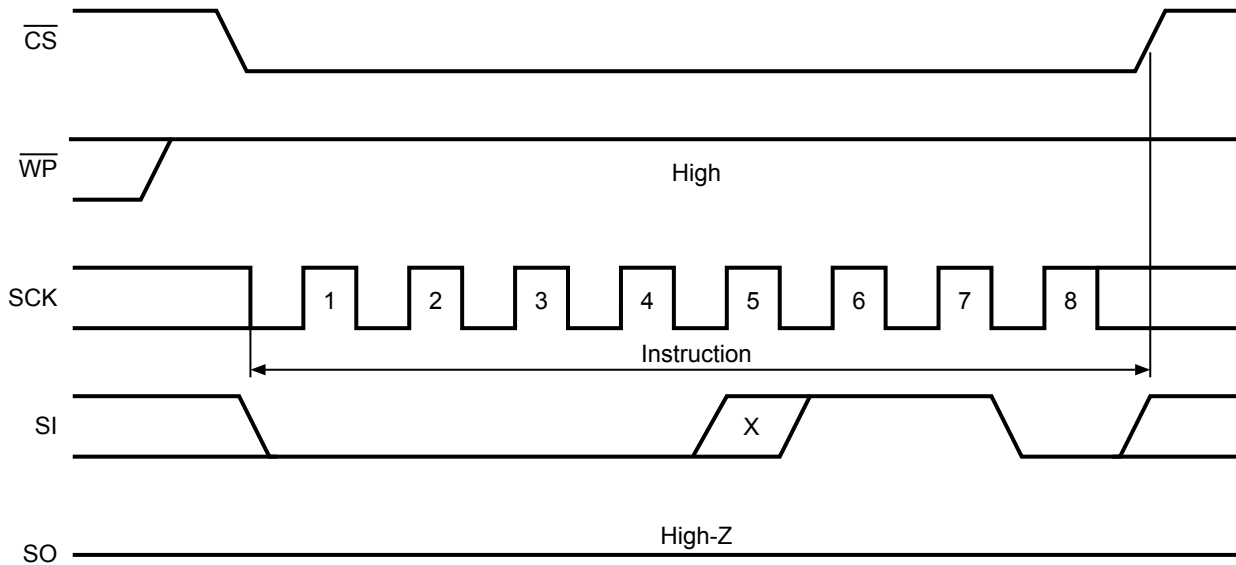 CS
WP
High
SCK
1 2 3 4 5 6 7 8
Instruction
SI
X
High-Z
SO